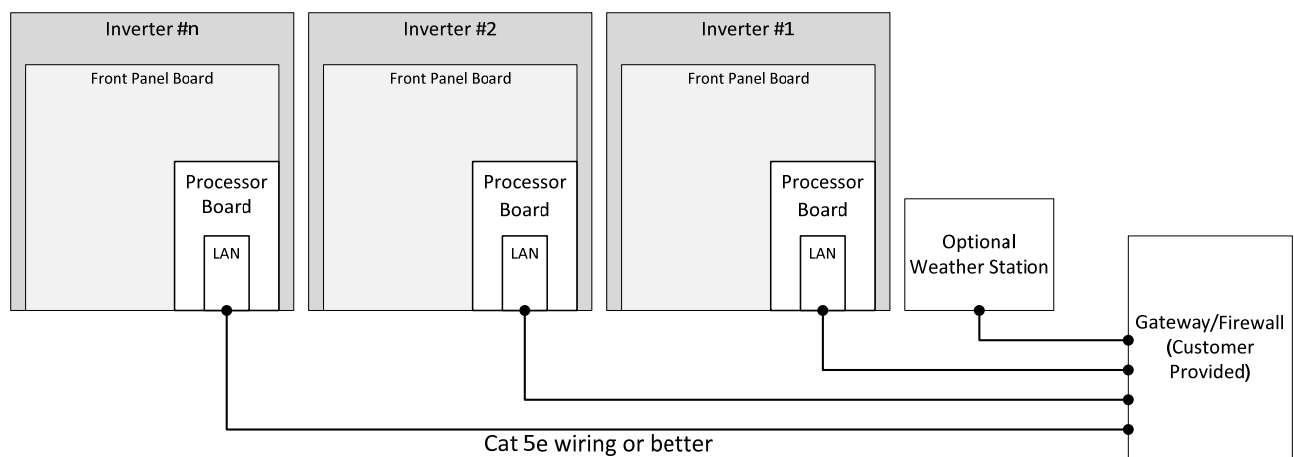 Inverter #n
Front Panel Board
Processor
Board
LAN
Inverter #2
Front Panel Board
Processor
Board
LAN
Inverter #1
Front Panel Board
Processor
Board
LAN
Optional
Weather Station
Gateway/Firewall
(Customer
Provided)
Cat 5e wiring or better